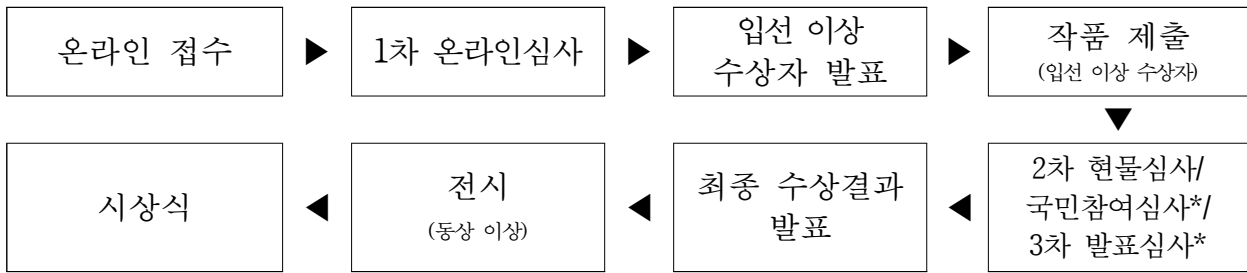 온라인 접수
▶
1차 온라인심사
▶
입선 이상
수상자 발표
▶
작품 제출
(입선 이상 수상자)
▼
2차 현물심사/
국민참여심사*/
3차 발표심사*
◀
최종 수상결과
발표
◀
전시
(동상 이상)
◀
시상식